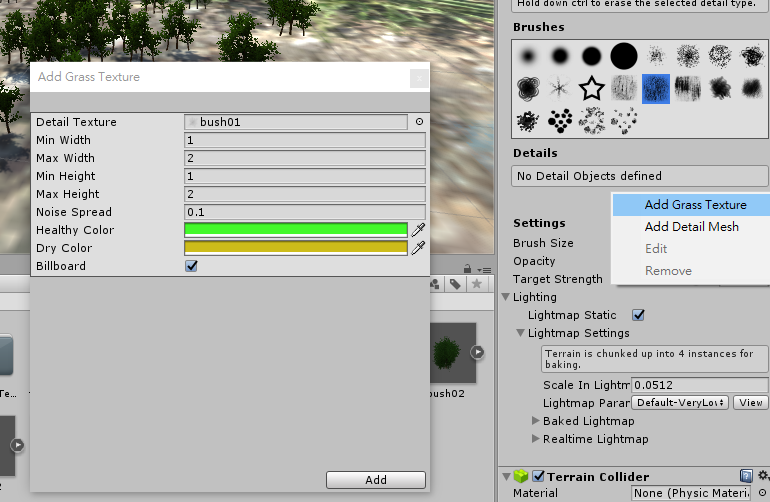 Hold down ctrl to erase the selected detail type.
Brushes
Add Grass Texture
Detail Texture
bush01
Min Width
1
Max Width
2
Min Height
1
Max Height
2
Noise Spread
0.1
Healthy Color
Dry Color
Billboard
Add
Details
No Detail Objects defined
Add Grass Texture
Add Detail Mesh
Edit
Remove
Settings
Brush Size
Opacity
Target Strength
Lighting
Lightmap Static
Lightmap Settings
Terrain is chunked up into 4 instances for
baking.
Scale In Lightm
0.0512
Lightmap Paran
Default-VeryLov
View
Baked Lightmap
Realtime Lightmap
Terrain Collider
Material
None (Physic Materia
Te...
bush02
2